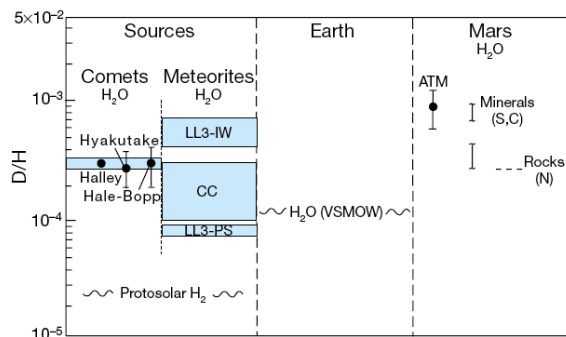 5×10⁻²
10⁻³
10⁻⁴
10⁻⁵
D/H
Sources
Comets
H₂O
Meteorites
H₂O
Hyakutake
Halley
Hale-Bopp
LL3-IW
CC
LL3-PS
Protosolar H₂
Earth
H₂O (VSMOW)
Mars
H₂O
ATM
Minerals
(S,C)
Rocks
(N)